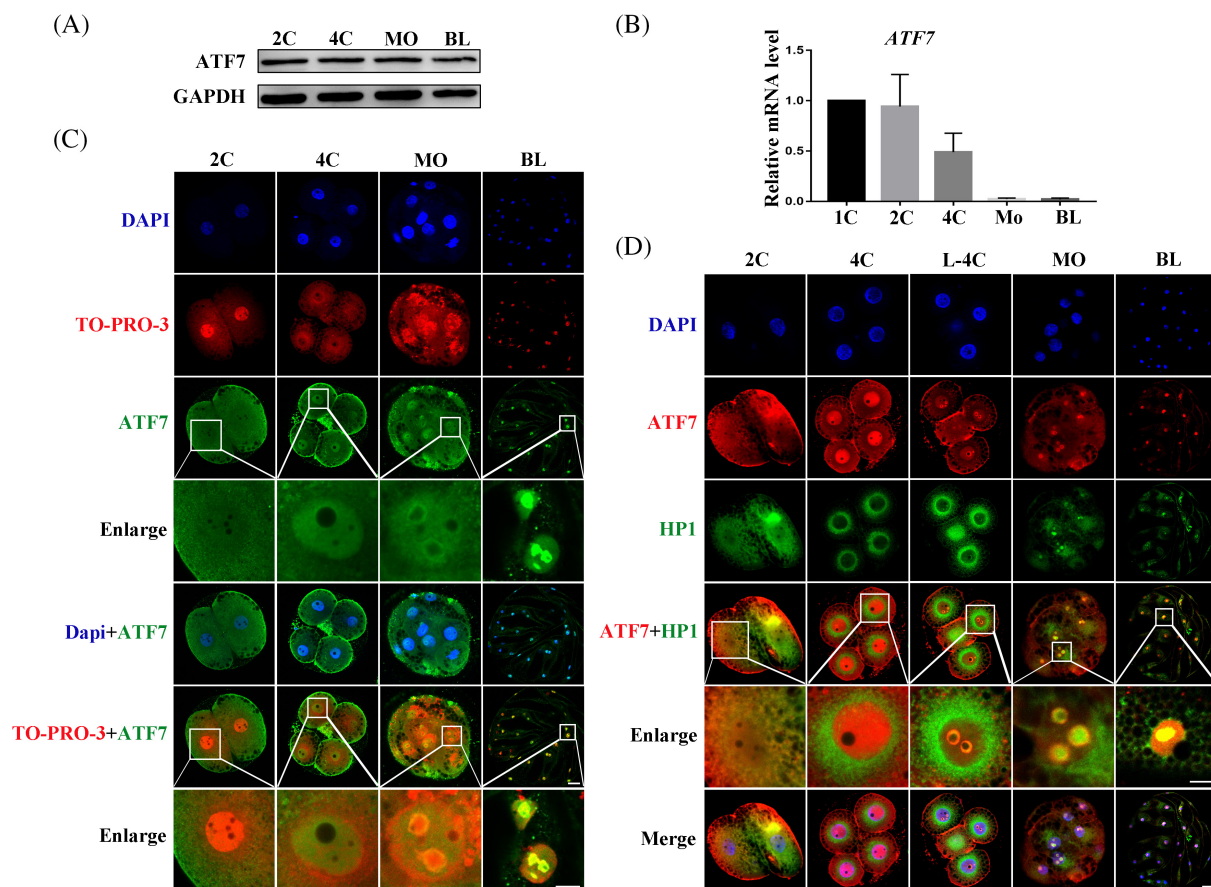 (A)
2C 4C MO BL
ATF7
GAPDH
(B)
ATF7
Relative mRNA level
1.5
1.0
0.5
0.0
1C 2C 4C Mo BL
(C)
2C 4C MO BL
DAPI
TO-PRO-3
ATF7
Enlarge
Dapi+ATF7
TO-PRO-3+ATF7
Enlarge
(D)
2C 4C L-4C MO BL
DAPI
ATF7
HP1
ATF7+HP1
Enlarge
Merge